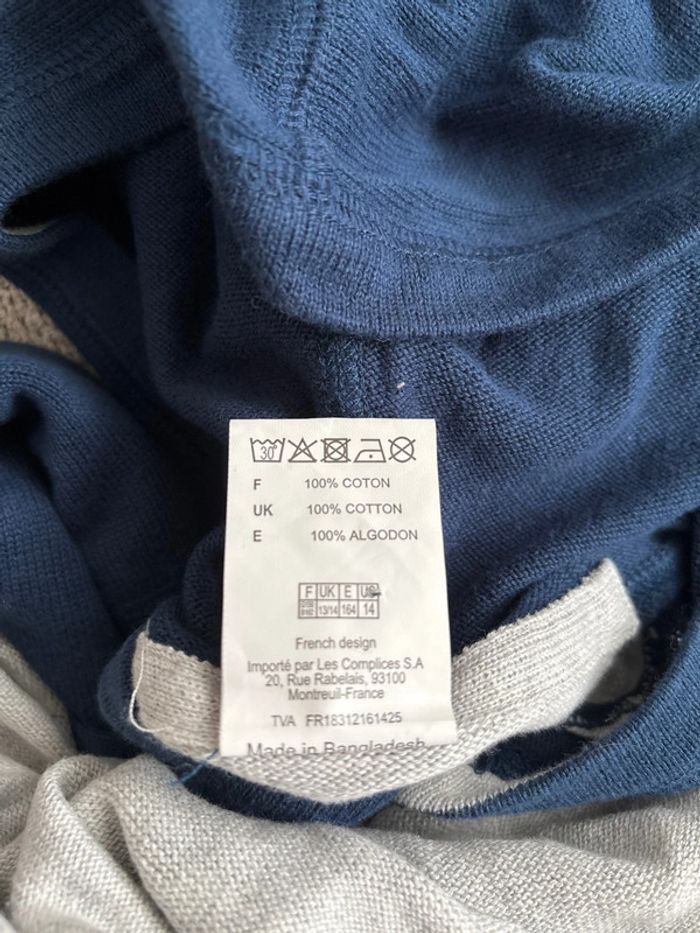 30°
F 100% COTON
UK 100% COTTON
E 100% ALGODON
F UK E US
13/14 164 14
French design
Importé par Les Complices S.A
20, Rue Rabelais, 93100
Montreuil-France
TVA FR18312161425
Made in Bangladesh